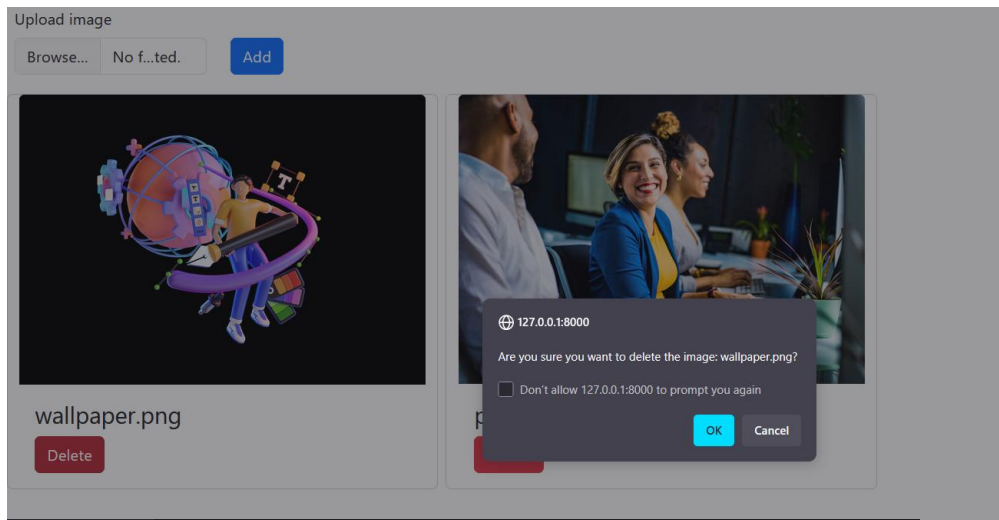 Upload image
Browse... No f...ted. Add
T
127.0.0.1:8000
Are you sure you want to delete the image: wallpaper.png?
Don't allow 127.0.0.1:8000 to prompt you again
OK Cancel
wallpaper.png
Delete